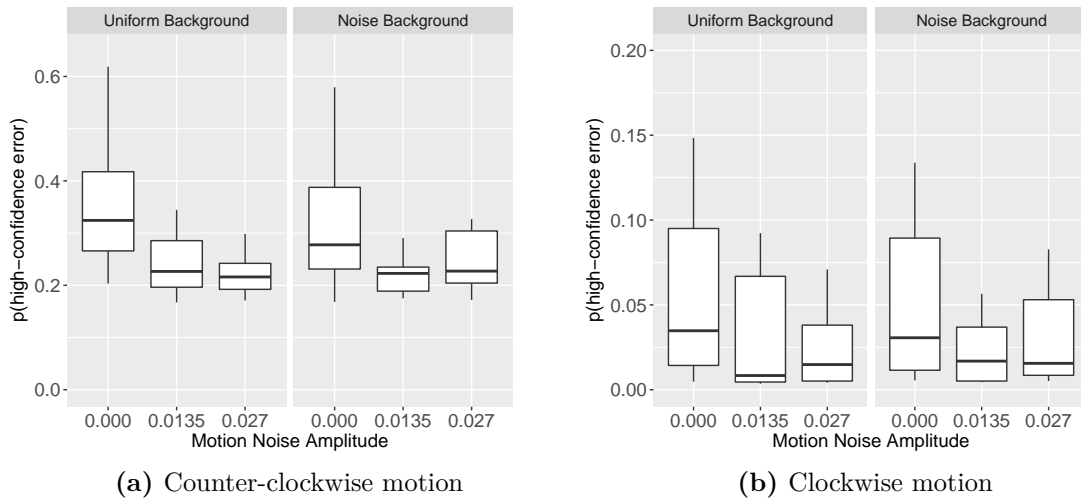 Uniform Background
Noise Background
p(high−confidence error)
0.6
0.4
0.2
0.0
0.000 0.0135 0.027
0.000 0.0135 0.027
Motion Noise Amplitude
(a) Counter-clockwise motion
Uniform Background
Noise Background
p(high−confidence error)
0.20
0.15
0.10
0.05
0.00
0.000 0.0135 0.027
0.000 0.0135 0.027
Motion Noise Amplitude
(b) Clockwise motion